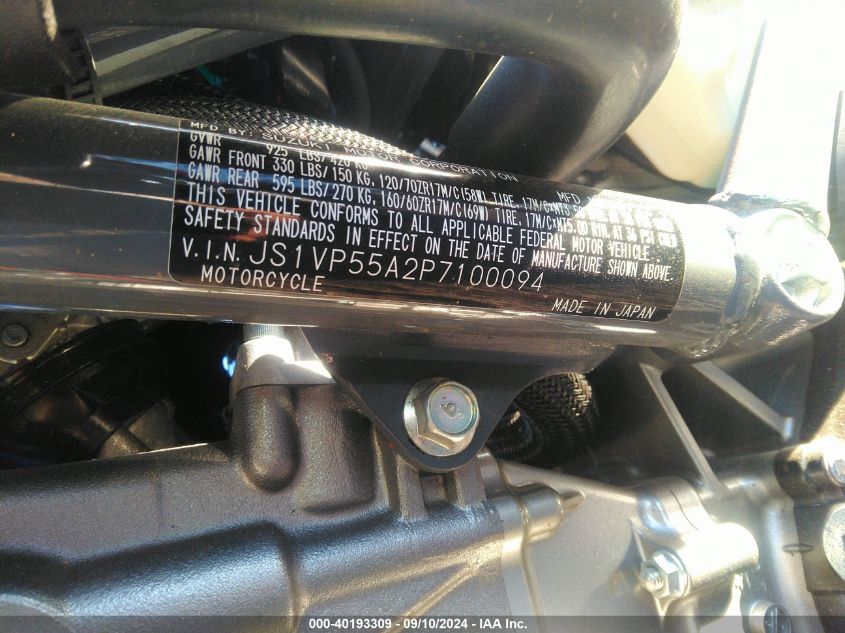 MFD BY: SUZUKI MOTOR CORPORATION MFD
GVWR 925 LBS/ 420
GAWR FRONT 330 LBS/ 150 KG, 120/70ZR17M/C(58W) TIRE, 17M/C
GAWR REAR 595 LBS/ 270 KG, 160/60ZR17M/C(69W) TIRE, 17M/C
THIS VEHICLE CONFORMS TO ALL APPLICABLE FEDERAL MOTOR VEHICLE
SAFETY STANDARDS IN EFFECT ON THE DATE OF MANUFACTURE SHOWN ABOVE.
V.I.N. JS1VP55A2P7100094
MOTORCYCLE MADE IN JAPAN
000-40193309 - 09/10/2024 - IAA Inc.